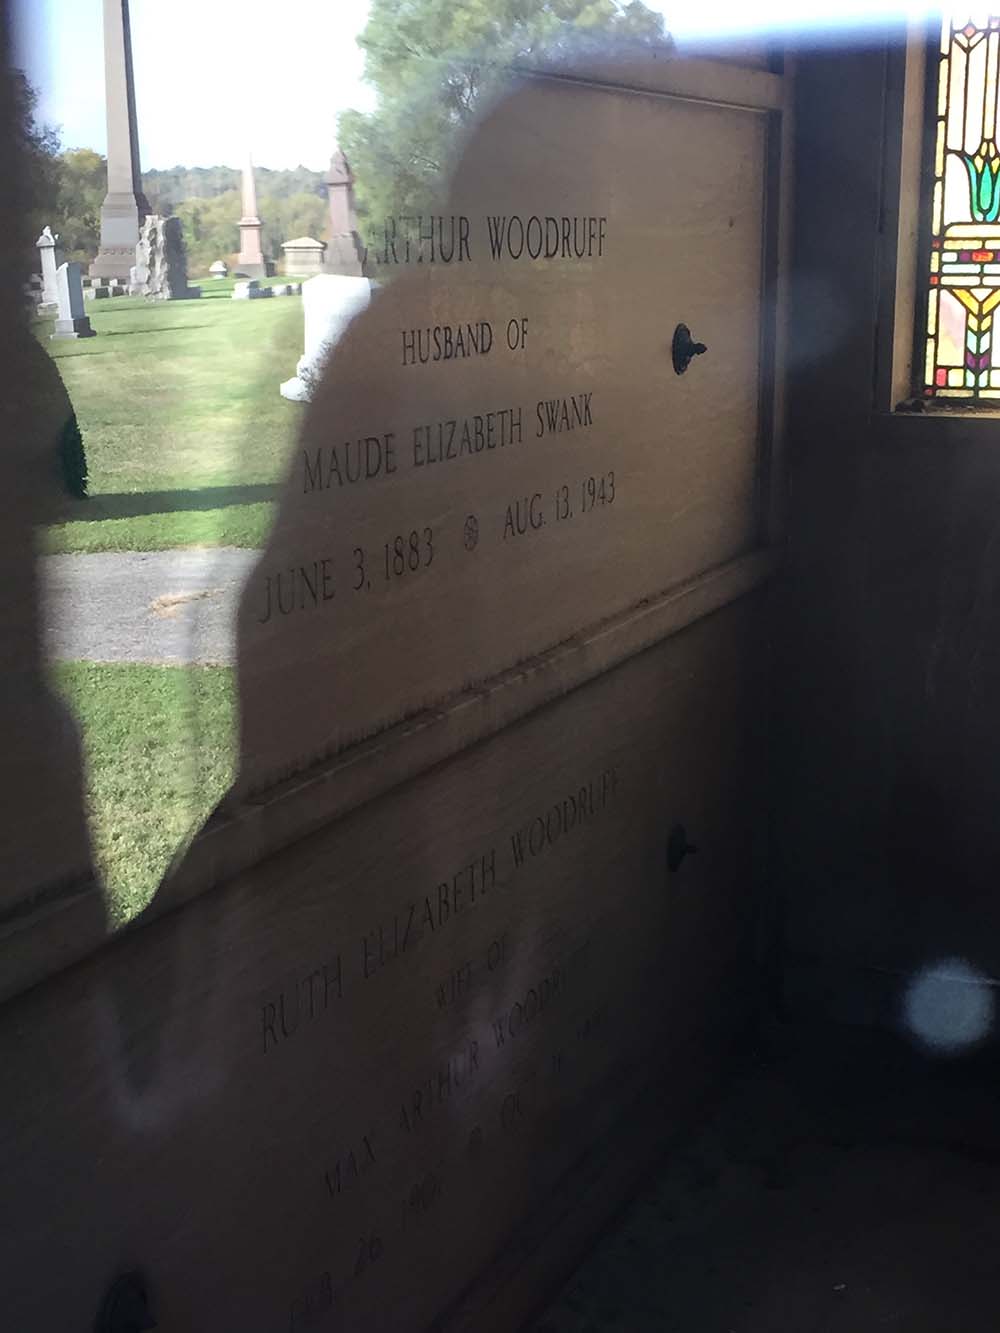 ARTHUR WOODRUFF
HUSBAND OF
MAUDE ELIZABETH SWANK
JUNE 3, 1883 AUG. 13, 1943
RUTH ELIZABETH WOODRUFF
WIFE OF
MAX ARTHUR WOODRUFF
26